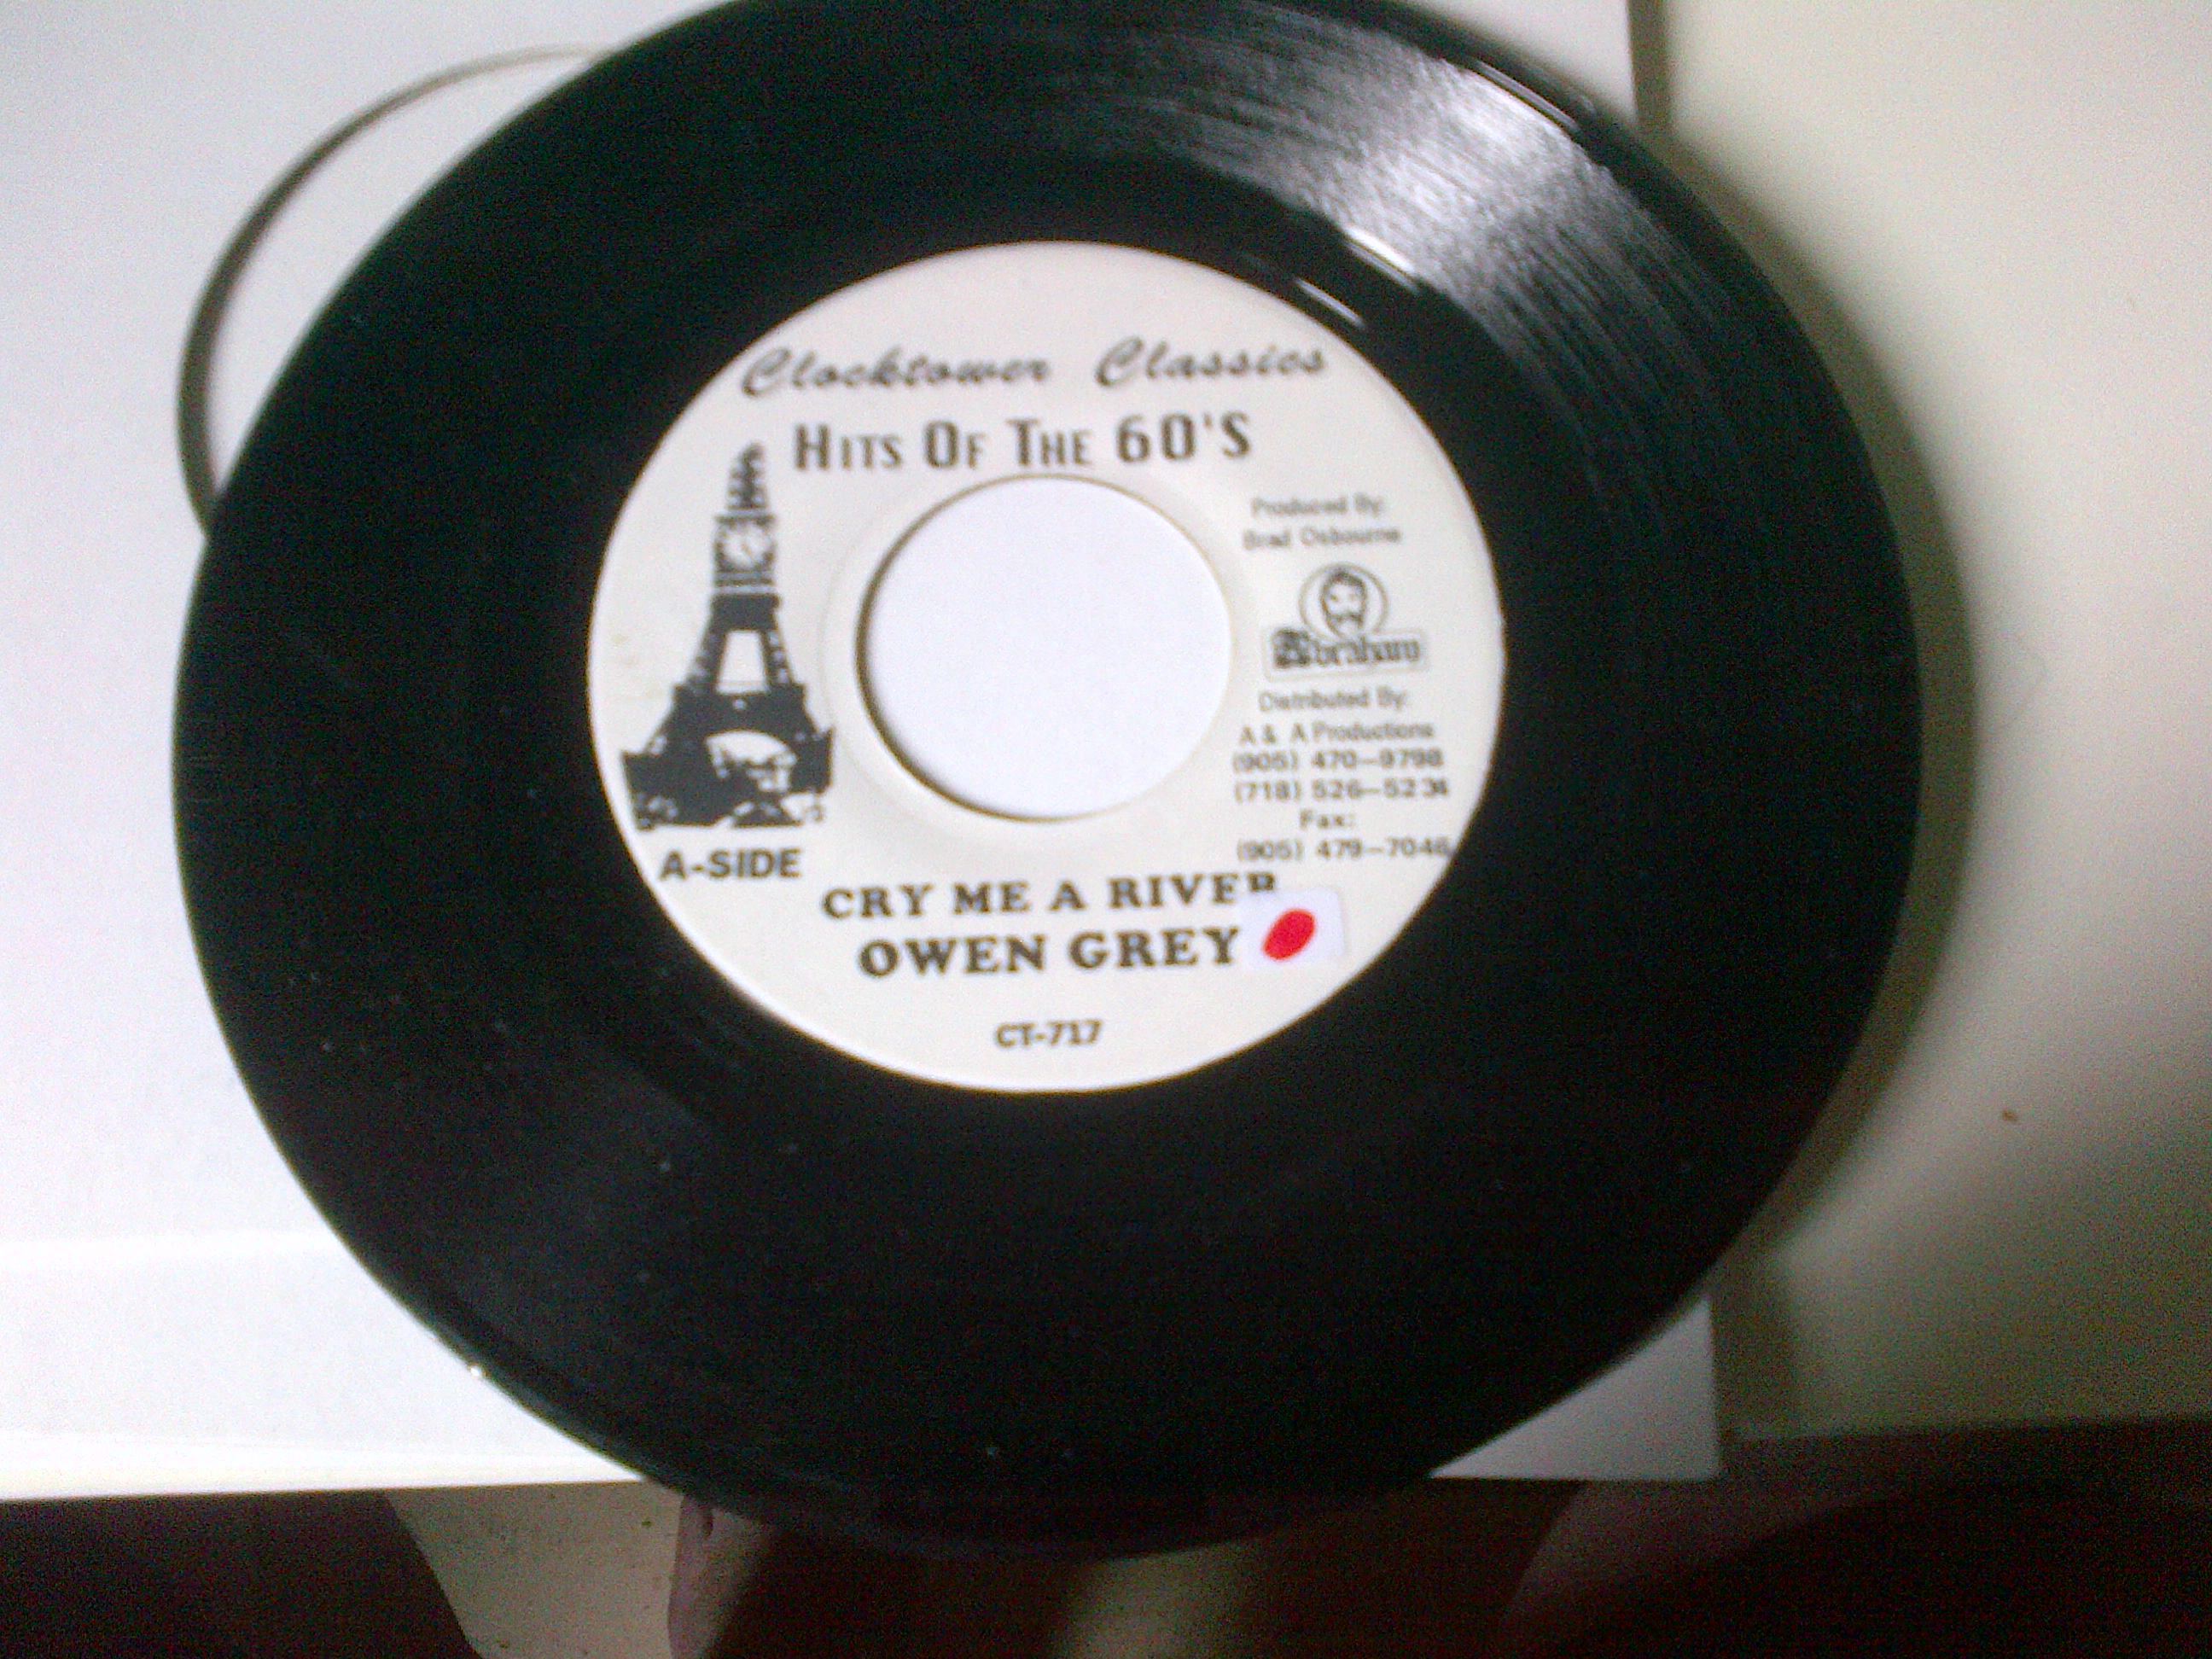 Clocktower Classics
HITS OF THE 60'S
Produced By:
Brad Osbourne
Abraham
Distributed By:
A & A Productions
(905) 470-9798
(718) 526-5234
Fax:
(905) 479-7046
A-SIDE
CRY ME A RIVER
OWEN GREY
CT-717